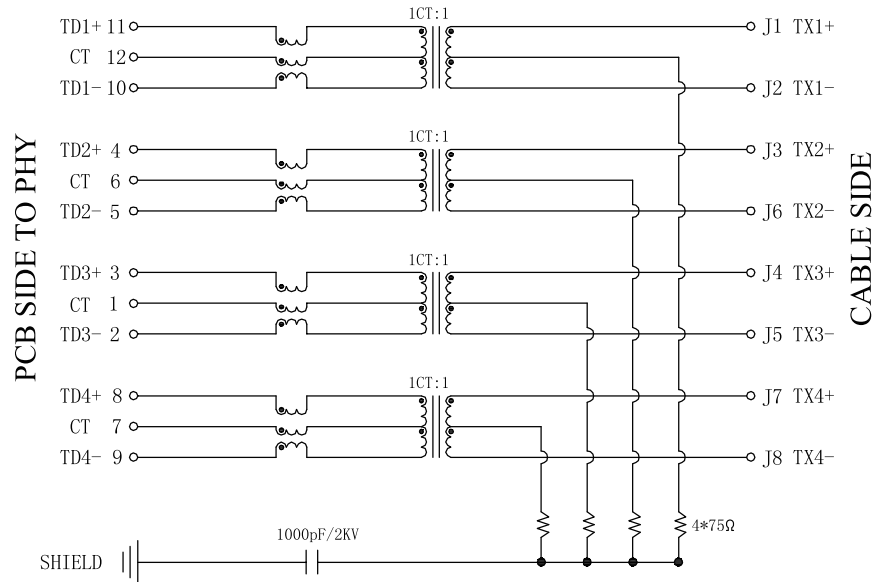 1CT:1
TD1+ 11 J1 TX1+
CT 12
TD1- 10 J2 TX1-
1CT:1
TD2+ 4 J3 TX2+
CT 6
TD2- 5 J6 TX2-
1CT:1
TD3+ 3 J4 TX3+
CT 1
TD3- 2 J5 TX3-
1CT:1
TD4+ 8 J7 TX4+
CT 7
TD4- 9 J8 TX4-
PCB SIDE TO PHY
CABLE SIDE
4*75Ω
1000pF/2KV
SHIELD